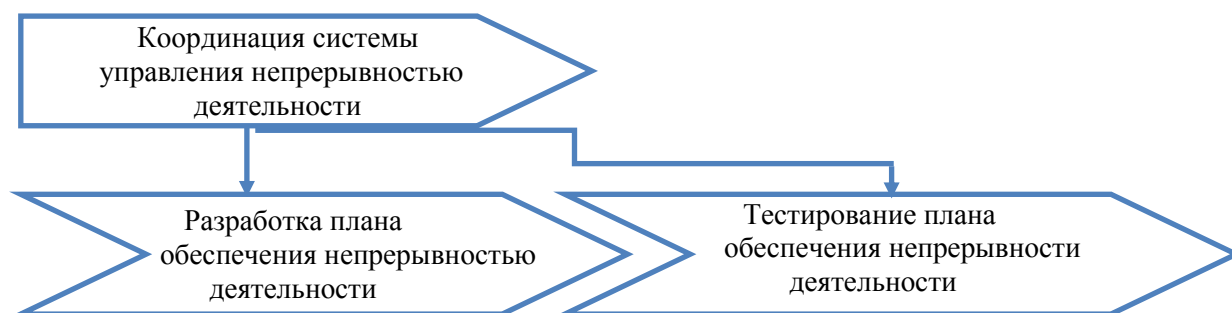 Координация системы
управления непрерывностью
деятельности
Разработка плана
обеспечения непрерывностью
деятельности
Тестирование плана
обеспечения непрерывности
деятельности